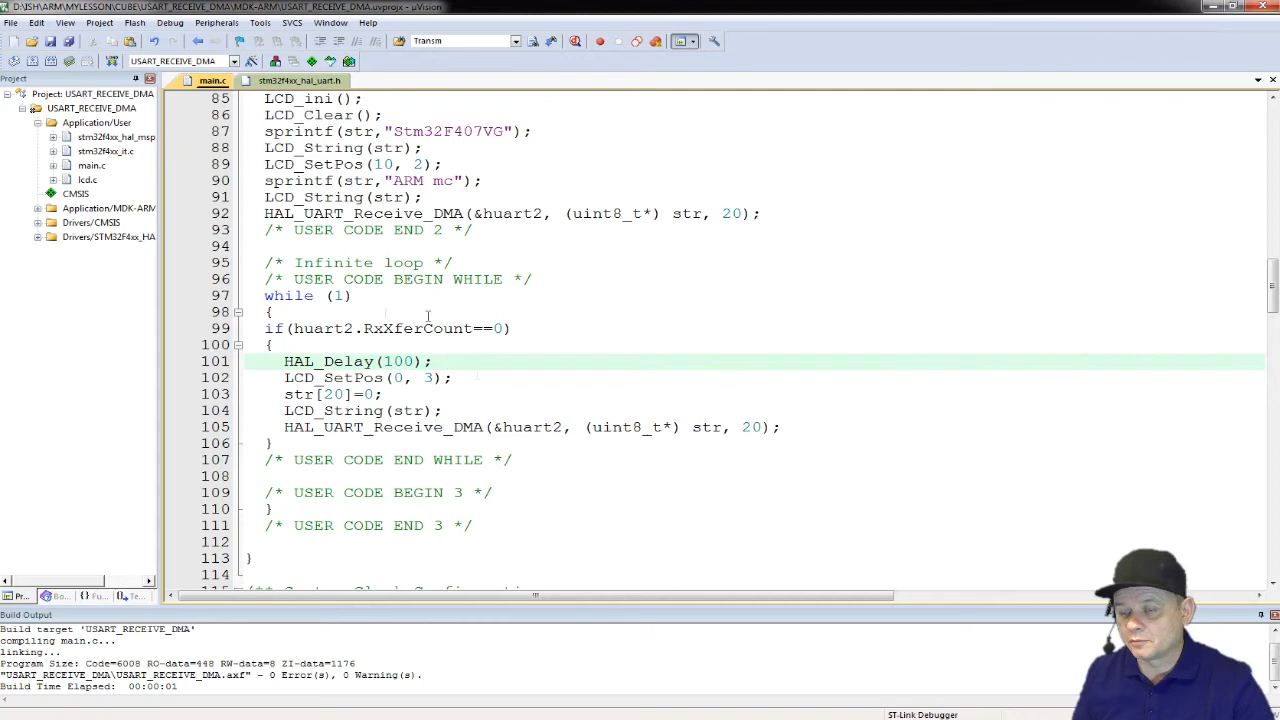 D:\ISH\ARM\MYLESSON\CUBE\USART_RECEIVE_DMA\MDK-ARM\USART_RECEIVE_DMA.uvprojx - µVision
File Edit View Project Flash Debug Peripherals Tools SVCS Window Help
Transm
USART_RECEIVE_DMA
Project
main.c stm32f4xx_hal_uart.h
Project: USART_RECEIVE_DMA
USART_RECEIVE_DMA
Application/User
stm32f4xx_hal_msp
stm32f4xx_it.c
main.c
lcd.c
CMSIS
Application/MDK-ARM
Drivers/CMSIS
Drivers/STM32F4xx_HA
85 LCD_ini();
86 LCD_Clear();
87 sprintf(str,"Stm32F407VG");
88 LCD_String(str);
89 LCD_SetPos(10, 2);
90 sprintf(str,"ARM mc");
91 LCD_String(str);
92 HAL_UART_Receive_DMA(&huart2, (uint8_t*) str, 20);
93 /* USER CODE END 2 */
94
95 /* Infinite loop */
96 /* USER CODE BEGIN WHILE */
97 while (1)
98 {
99 if(huart2.RxXferCount==0)
100 {
101 HAL_Delay(100);
102 LCD_SetPos(0, 3);
103 str[20]=0;
104 LCD_String(str);
105 HAL_UART_Receive_DMA(&huart2, (uint8_t*) str, 20);
106 }
107 /* USER CODE END WHILE */
108
109 /* USER CODE BEGIN 3 */
110 }
111 /* USER CODE END 3 */
112
113 }
114
Pr... Bo... {} Fu... Te...
Build Output
Build target 'USART_RECEIVE_DMA'
compiling main.c...
linking...
Program Size: Code=6008 RO-data=448 RW-data=8 ZI-data=1176
"USART_RECEIVE_DMA\USART_RECEIVE_DMA.axf" - 0 Error(s), 0 Warning(s).
Build Time Elapsed: 00:00:01
ST-Link Debugger